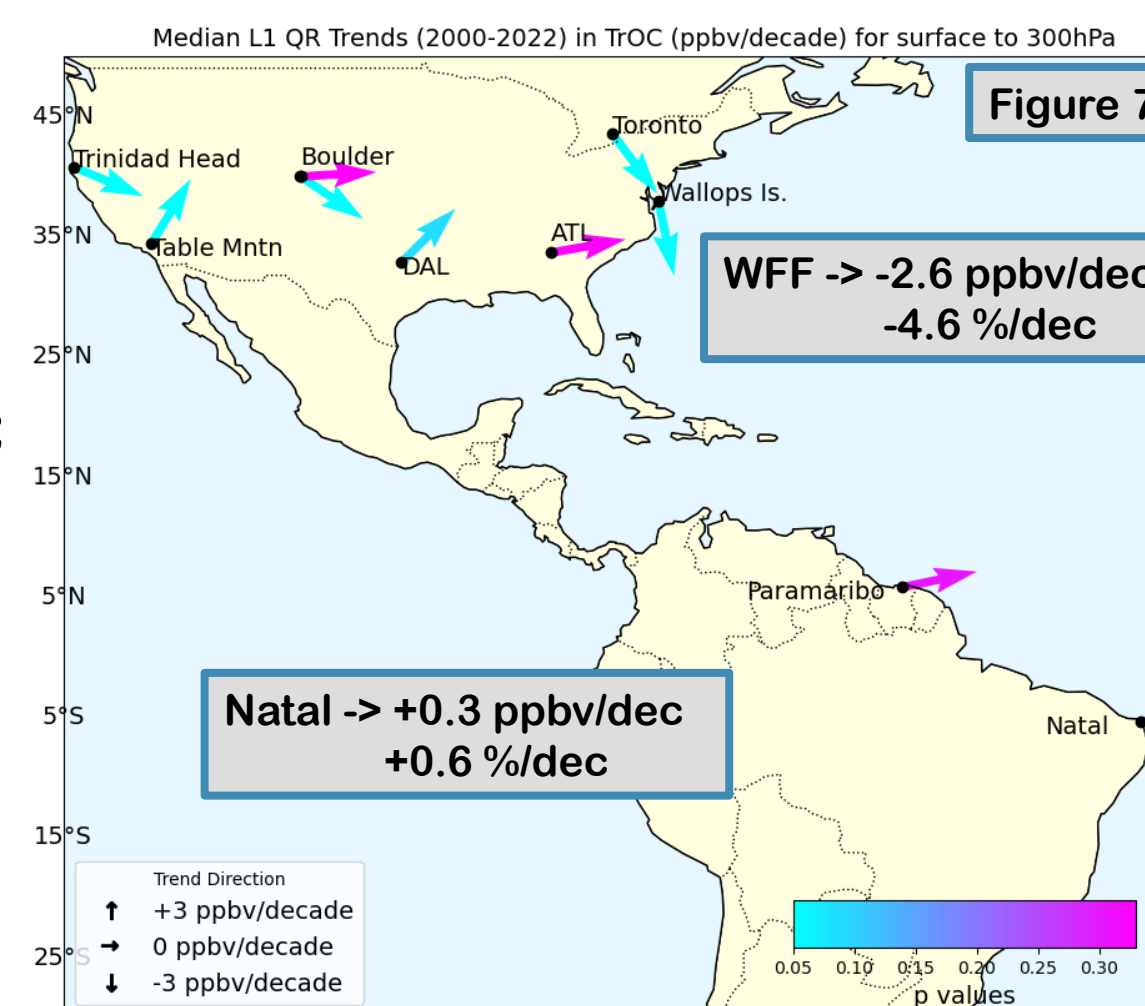 Median L1 QR Trends (2000-2022) in TrOC (ppbv/decade) for surface to 300hPa
Figure 7
45°N
Toronto
Trinidad Head
Boulder
Wallops Is.
35°N
Table Mntn
DAL
ATL
WFF -> -2.6 ppbv/dec
-4.6 %/dec
25°N
15°N
5°N
Paramaribo
Natal -> +0.3 ppbv/dec
+0.6 %/dec
5°S
Natal
15°S
Trend Direction
↑ +3 ppbv/decade
→ 0 ppbv/decade
↓ -3 ppbv/decade
25°S
0.05 0.10 0.15 0.20 0.25 0.30
p values